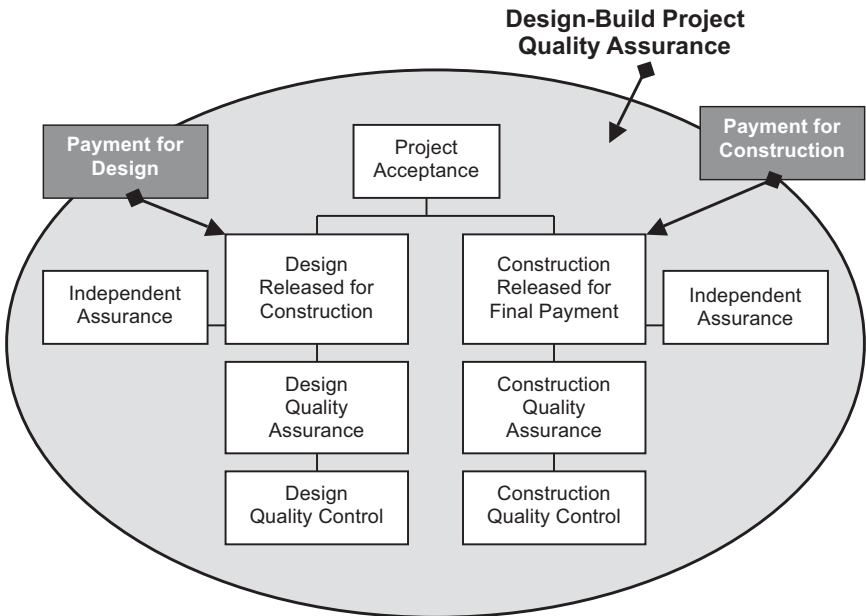 Design-Build Project
Quality Assurance
Payment for
Design
Project
Acceptance
Payment for
Construction
Independent
Assurance
Design
Released for
Construction
Construction
Released for
Final Payment
Independent
Assurance
Design
Quality
Assurance
Construction
Quality
Assurance
Design
Quality Control
Construction
Quality Control